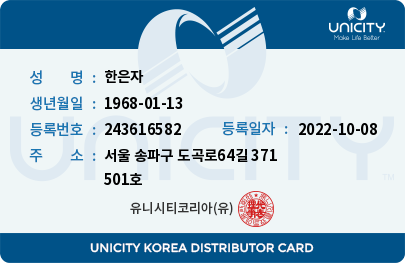 UNICITY
Make Life Better
성 명 : 한은자
생년월일 : 1968-01-13
등록번호 : 243616582 등록일자 : 2022-10-08
주 소 : 서울 송파구 도곡로64길 371
501호
UNICITY
TM
유니시티코리아(유)
UNICITY KOREA DISTRIBUTOR CARD